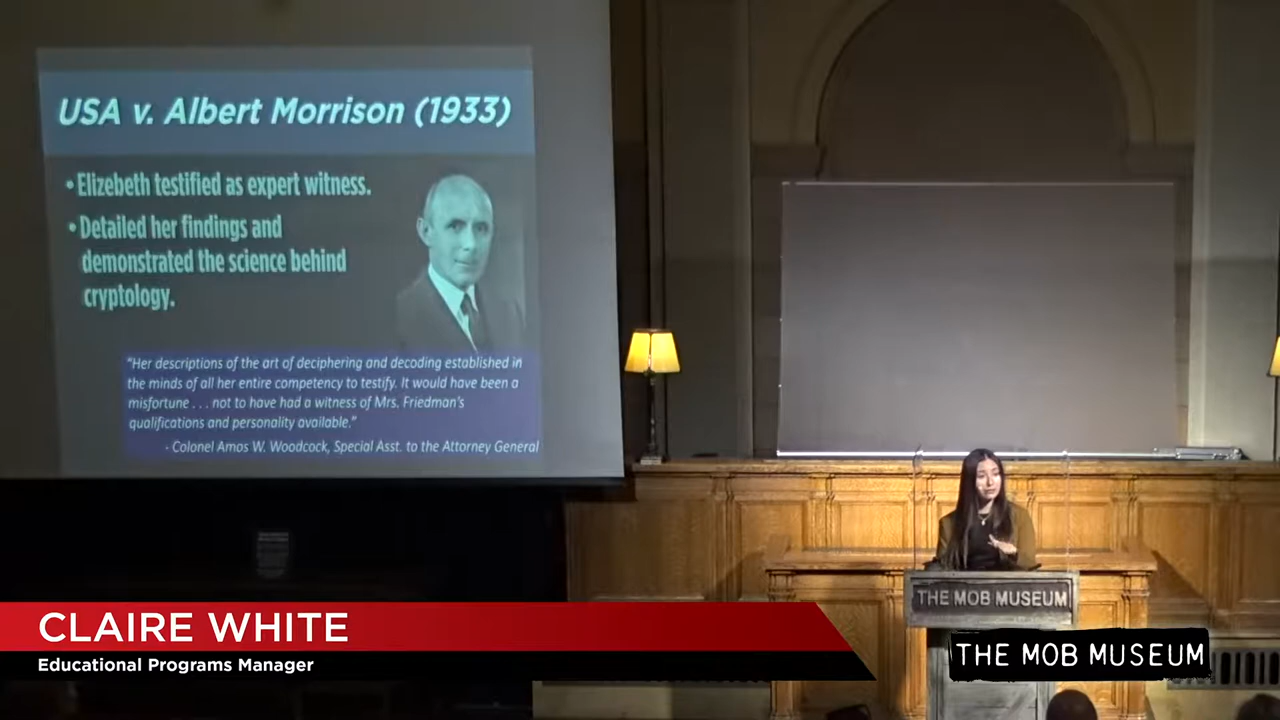 USA v. Albert Morrison (1933)
• Elizebeth testified as expert witness.
• Detailed her findings and
demonstrated the science behind
cryptology.
"Her descriptions of the art of deciphering and decoding established in
the minds of all her entire competency to testify. It would have been a
misfortune . . . not to have had a witness of Mrs. Friedman's
qualifications and personality available."
- Colonel Amos W. Woodcock, Special Asst. to the Attorney General
THE MOB MUSEUM
CLAIRE WHITE
Educational Programs Manager
THE MOB MUSEUM